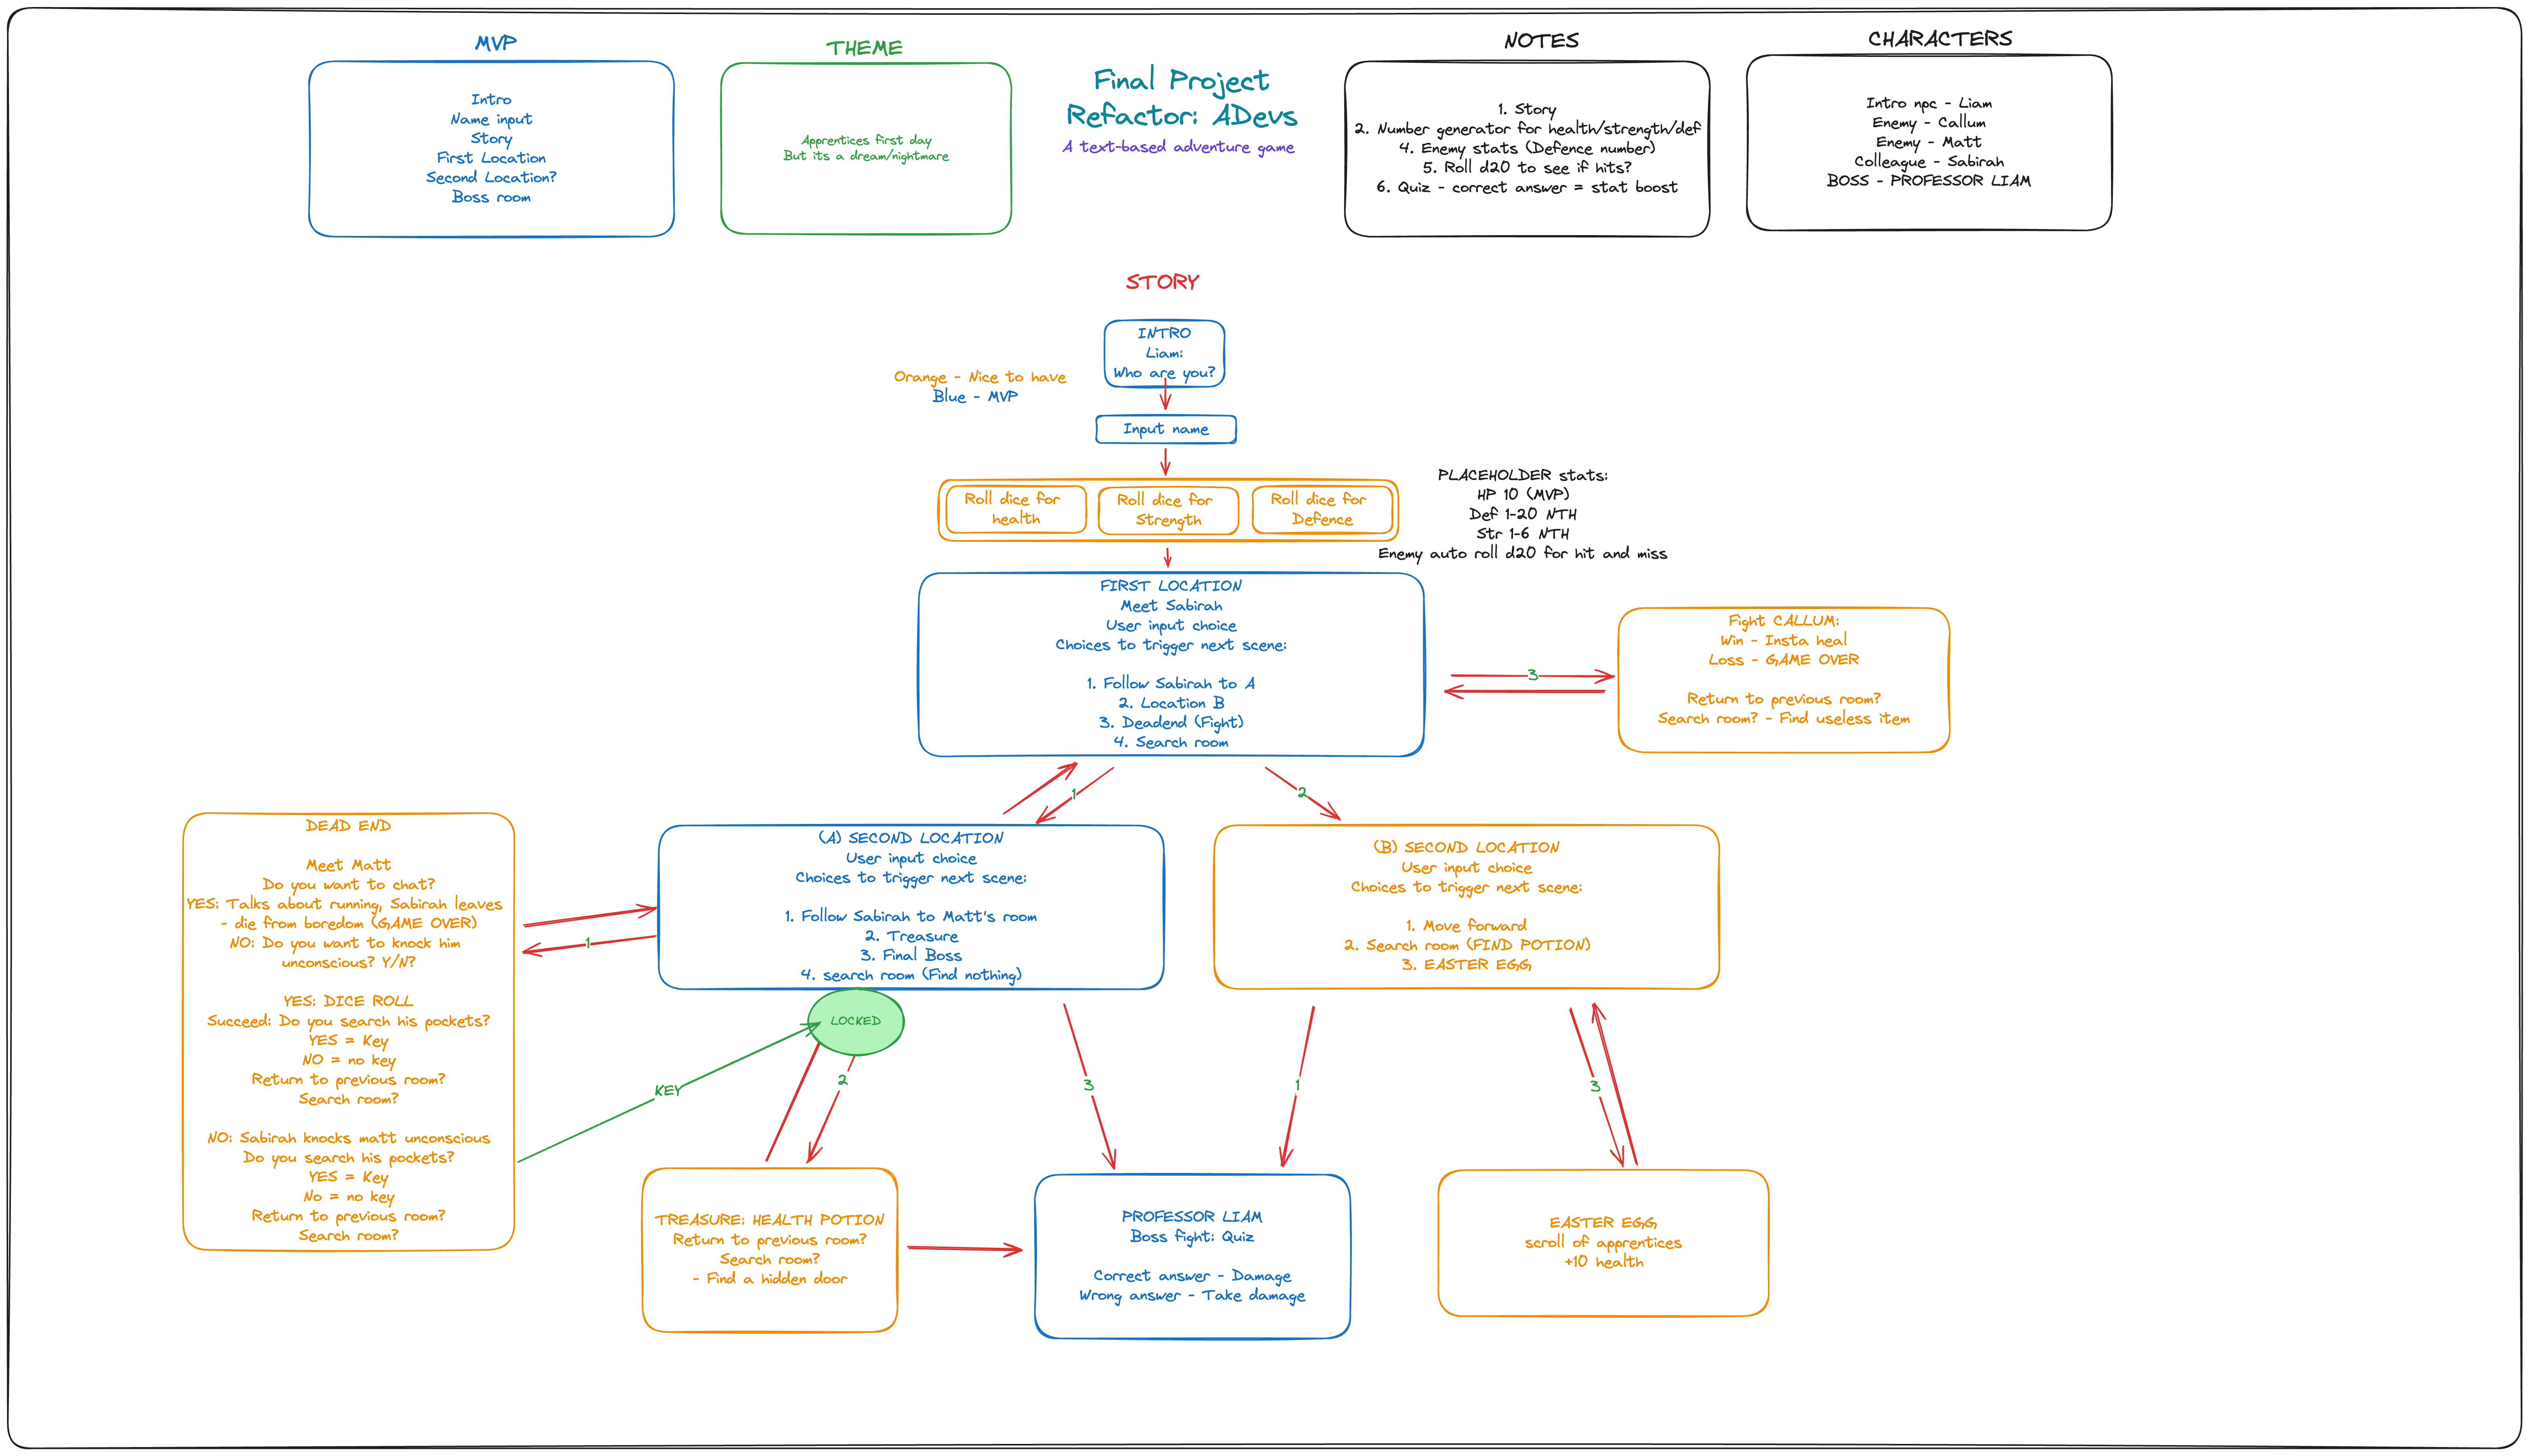 MVP
Intro
Name input
Story
First Location
Second Location?
Boss room
THEME
Apprentices first day
But its a dream/nightmare
Final Project
Refactor: ADevs
A text-based adventure game
NOTES
1. Story
2. Number generator for health/strength/def
4. Enemy stats (Defence number)
5. Roll d20 to see if hits?
6. Quiz - correct answer = stat boost
CHARACTERS
Intro npc - Liam
Enemy - Callum
Enemy - Matt
Colleague - Sabirah
BOSS - PROFESSOR LIAM
STORY
INTRO
Liam:
Who are you?
Orange - Nice to have
Blue - MVP
Input name
Roll dice for
health
Roll dice for
Strength
Roll dice for
Defence
PLACEHOLDER stats:
HP 10 (MVP)
Def 1-20 NTH
Str 1-6 NTH
Enemy auto roll d20 for hit and miss
FIRST LOCATION
Meet Sabirah
User input choice
Choices to trigger next scene:
1. Follow Sabirah to A
2. Location B
3. Deadend (Fight)
4. Search room
3
Fight CALLUM:
Win - Insta heal
Loss - GAME OVER
Return to previous room?
Search room? - Find useless item
1
2
DEAD END
Meet Matt
Do you want to chat?
YES: Talks about running, Sabirah leaves
- die from boredom (GAME OVER)
NO: Do you want to knock him
unconscious? Y/N?
YES: DICE ROLL
Succeed: Do you search his pockets?
YES = Key
NO = no key
Return to previous room?
Search room?
NO: Sabirah knocks matt unconscious
Do you search his pockets?
YES = Key
No = no key
Return to previous room?
Search room?
1
(A) SECOND LOCATION
User input choice
Choices to trigger next scene:
1. Follow Sabirah to Matt's room
2. Treasure
3. Final Boss
4. search room (Find nothing)
(B) SECOND LOCATION
User input choice
Choices to trigger next scene:
1. Move forward
2. Search room (FIND POTION)
3. EASTER EGG
LOCKED
KEY
2
3
1
3
TREASURE: HEALTH POTION
Return to previous room?
Search room?
- Find a hidden door
PROFESSOR LIAM
Boss fight: Quiz
Correct answer - Damage
Wrong answer - Take damage
EASTER EGG
scroll of apprentices
+10 health